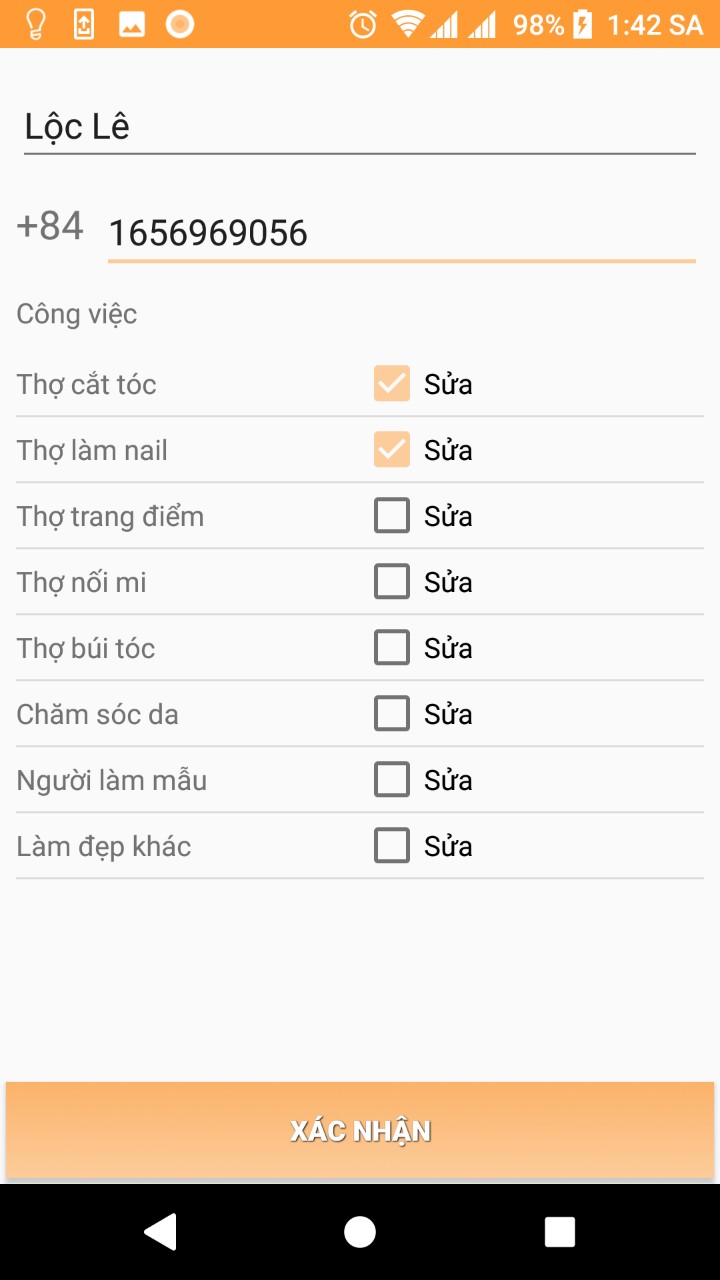 98% 1:42 SA
Lộc Lê
+84 1656969056
Công việc
Thợ cắt tóc Sửa
Thợ làm nail Sửa
Thợ trang điểm Sửa
Thợ nối mi Sửa
Thợ búi tóc Sửa
Chăm sóc da Sửa
Người làm mẫu Sửa
Làm đẹp khác Sửa
XÁC NHẬN